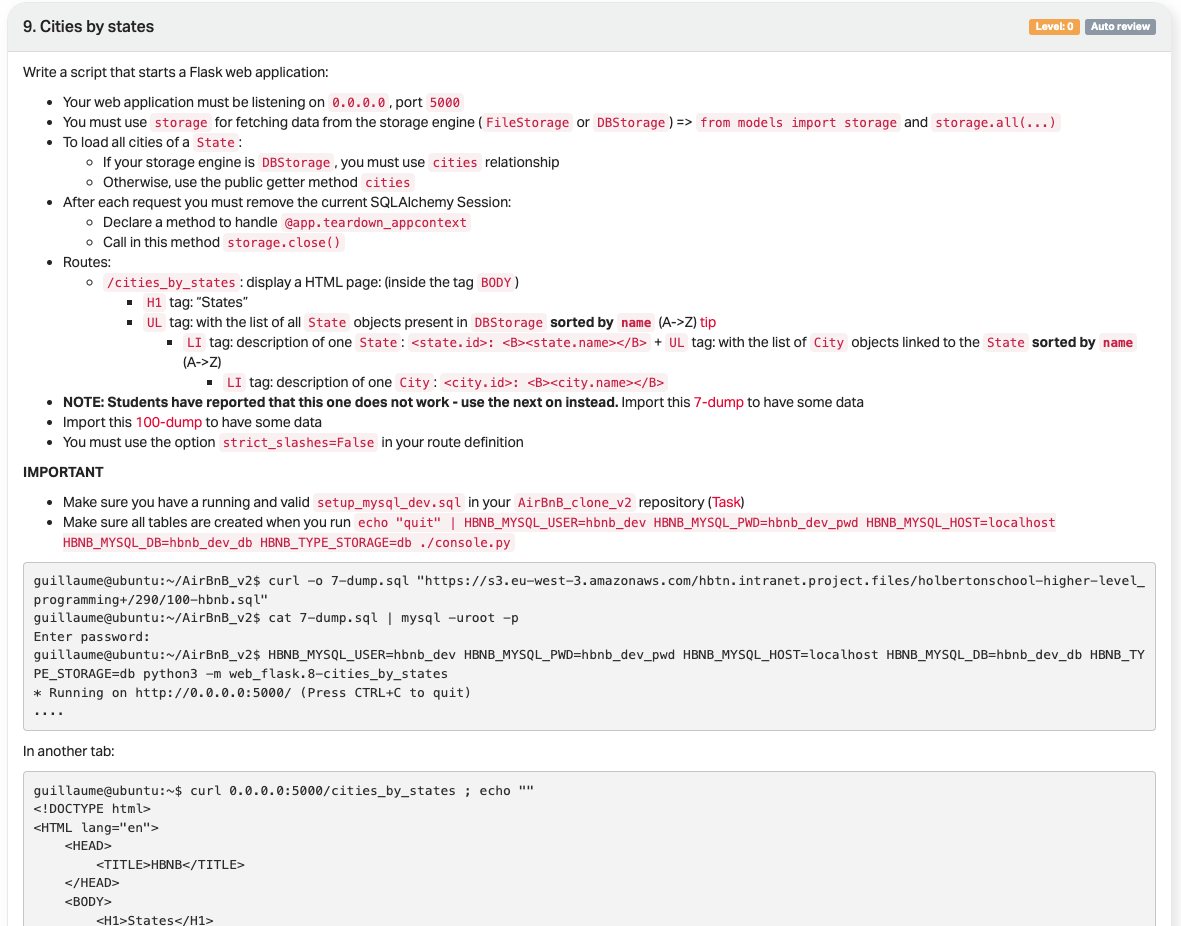 9. Cities by states
Level: 0
Auto review
Write a script that starts a Flask web application:
• Your web application must be listening on 0.0.0.0, port 5000
• You must use storage for fetching data from the storage engine (FileStorage or DBStorage) => from models import storage and storage.all(...)
• To load all cities of a State:
◦ If your storage engine is DBStorage, you must use cities relationship
◦ Otherwise, use the public getter method cities
• After each request you must remove the current SQLAlchemy Session:
◦ Declare a method to handle @app.teardown_appcontext
◦ Call in this method storage.close()
• Routes:
◦ /cities_by_states: display a HTML page: (inside the tag BODY)
▪ H1 tag: “States”
▪ UL tag: with the list of all State objects present in DBStorage sorted by name (A->Z) tip
▪ LI tag: description of one State: <state.id>: <B><state.name></B> + UL tag: with the list of City objects linked to the State sorted by name
(A->Z)
▪ LI tag: description of one City: <city.id>: <B><city.name></B>
• NOTE: Students have reported that this one does not work - use the next on instead. Import this 7-dump to have some data
• Import this 100-dump to have some data
• You must use the option strict_slashes=False in your route definition
IMPORTANT
• Make sure you have a running and valid setup_mysql_dev.sql in your AirBnB_clone_v2 repository (Task)
• Make sure all tables are created when you run echo "quit" | HBNB_MYSQL_USER=hbnb_dev HBNB_MYSQL_PWD=hbnb_dev_pwd HBNB_MYSQL_HOST=localhost
HBNB_MYSQL_DB=hbnb_dev_db HBNB_TYPE_STORAGE=db ./console.py
guillaume@ubuntu:~/AirBnB_v2$ curl -o 7-dump.sql "https://s3.eu-west-3.amazonaws.com/hbtn.intranet.project.files/holbertonschool-higher-level_
programming+/290/100-hbnb.sql"
guillaume@ubuntu:~/AirBnB_v2$ cat 7-dump.sql | mysql -uroot -p
Enter password:
guillaume@ubuntu:~/AirBnB_v2$ HBNB_MYSQL_USER=hbnb_dev HBNB_MYSQL_PWD=hbnb_dev_pwd HBNB_MYSQL_HOST=localhost HBNB_MYSQL_DB=hbnb_dev_db HBNB_TY
PE_STORAGE=db python3 -m web_flask.8-cities_by_states
* Running on http://0.0.0.0:5000/ (Press CTRL+C to quit)
....
In another tab:
guillaume@ubuntu:~$ curl 0.0.0.0:5000/cities_by_states ; echo ""
<!DOCTYPE html>
<HTML lang="en">
    <HEAD>
        <TITLE>HBNB</TITLE>
    </HEAD>
    <BODY>
        <H1>States</H1>